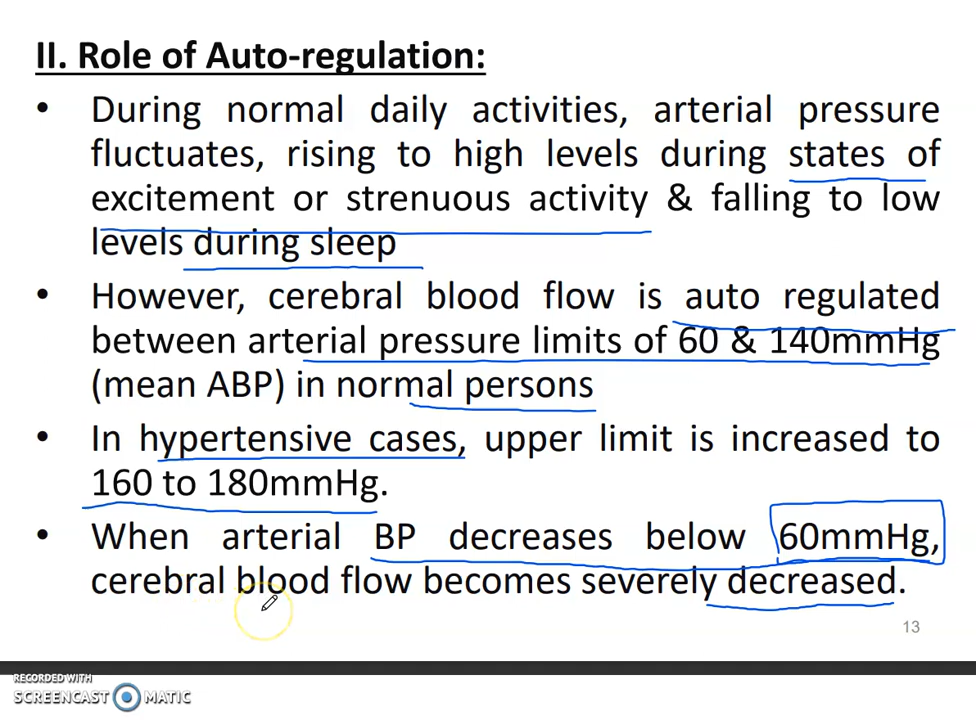 II. Role of Auto-regulation:
• During normal daily activities, arterial pressure
fluctuates, rising to high levels during states of
excitement or strenuous activity & falling to low
levels during sleep
• However, cerebral blood flow is auto regulated
between arterial pressure limits of 60 & 140mmHg
(mean ABP) in normal persons
• In hypertensive cases, upper limit is increased to
160 to 180mmHg.
• When arterial BP decreases below 60mmHg,
cerebral blood flow becomes severely decreased.
13
RECORDED WITH
SCREENCAST MATIC